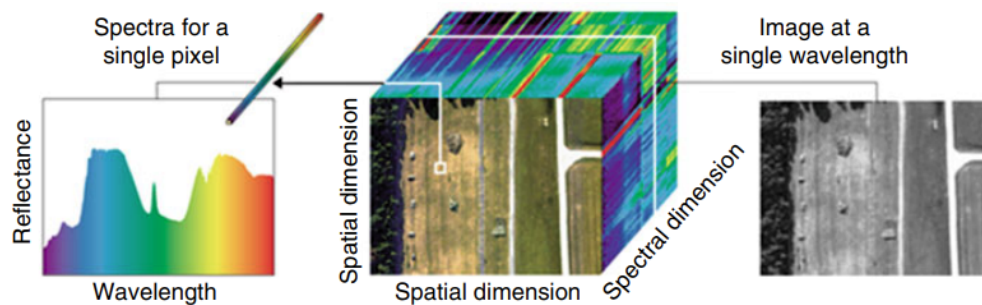 Spectra for a
single pixel
Image at a
single wavelength
Reflectance
Wavelength
Spatial dimension
Spatial dimension
Spectral dimension